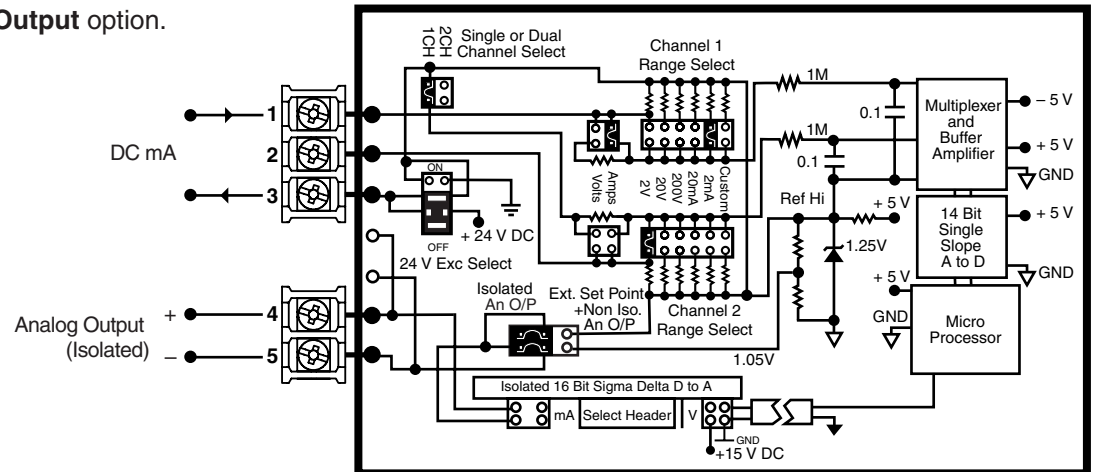 Output option.
2CH
1CH
Single or Dual
Channel Select
Channel 1
Range Select
1M
0.1
Multiplexer
and
Buffer
Amplifier
– 5 V
+ 5 V
GND
1
2
3
DC mA
1M
0.1
Amps
Volts
Custom
2mA
20mA
200V
20V
2V
ON
OFF
+ 24 V DC
24 V Exc Select
Ref Hi
+ 5 V
1.25V
14 Bit
Single
Slope
A to D
+ 5 V
GND
+ 5 V
GND
Micro
Processor
Isolated
An O/P
Ext. Set Point
+Non Iso.
An O/P
Channel 2
Range Select
1.05V
Analog Output
(Isolated)
+
–
4
5
Isolated 16 Bit Sigma Delta D to A
mA
Select Header
V
GND
+15 V DC